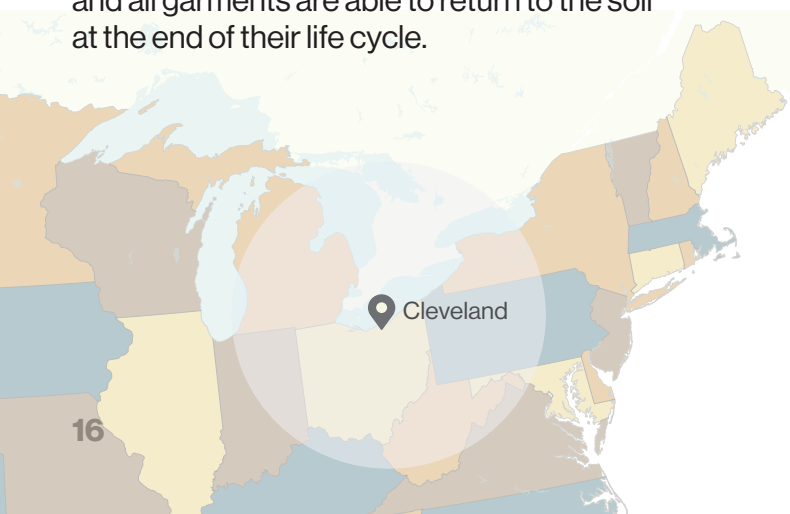 and all garments are able to return to the soil
at the end of their life cycle.
Cleveland
16